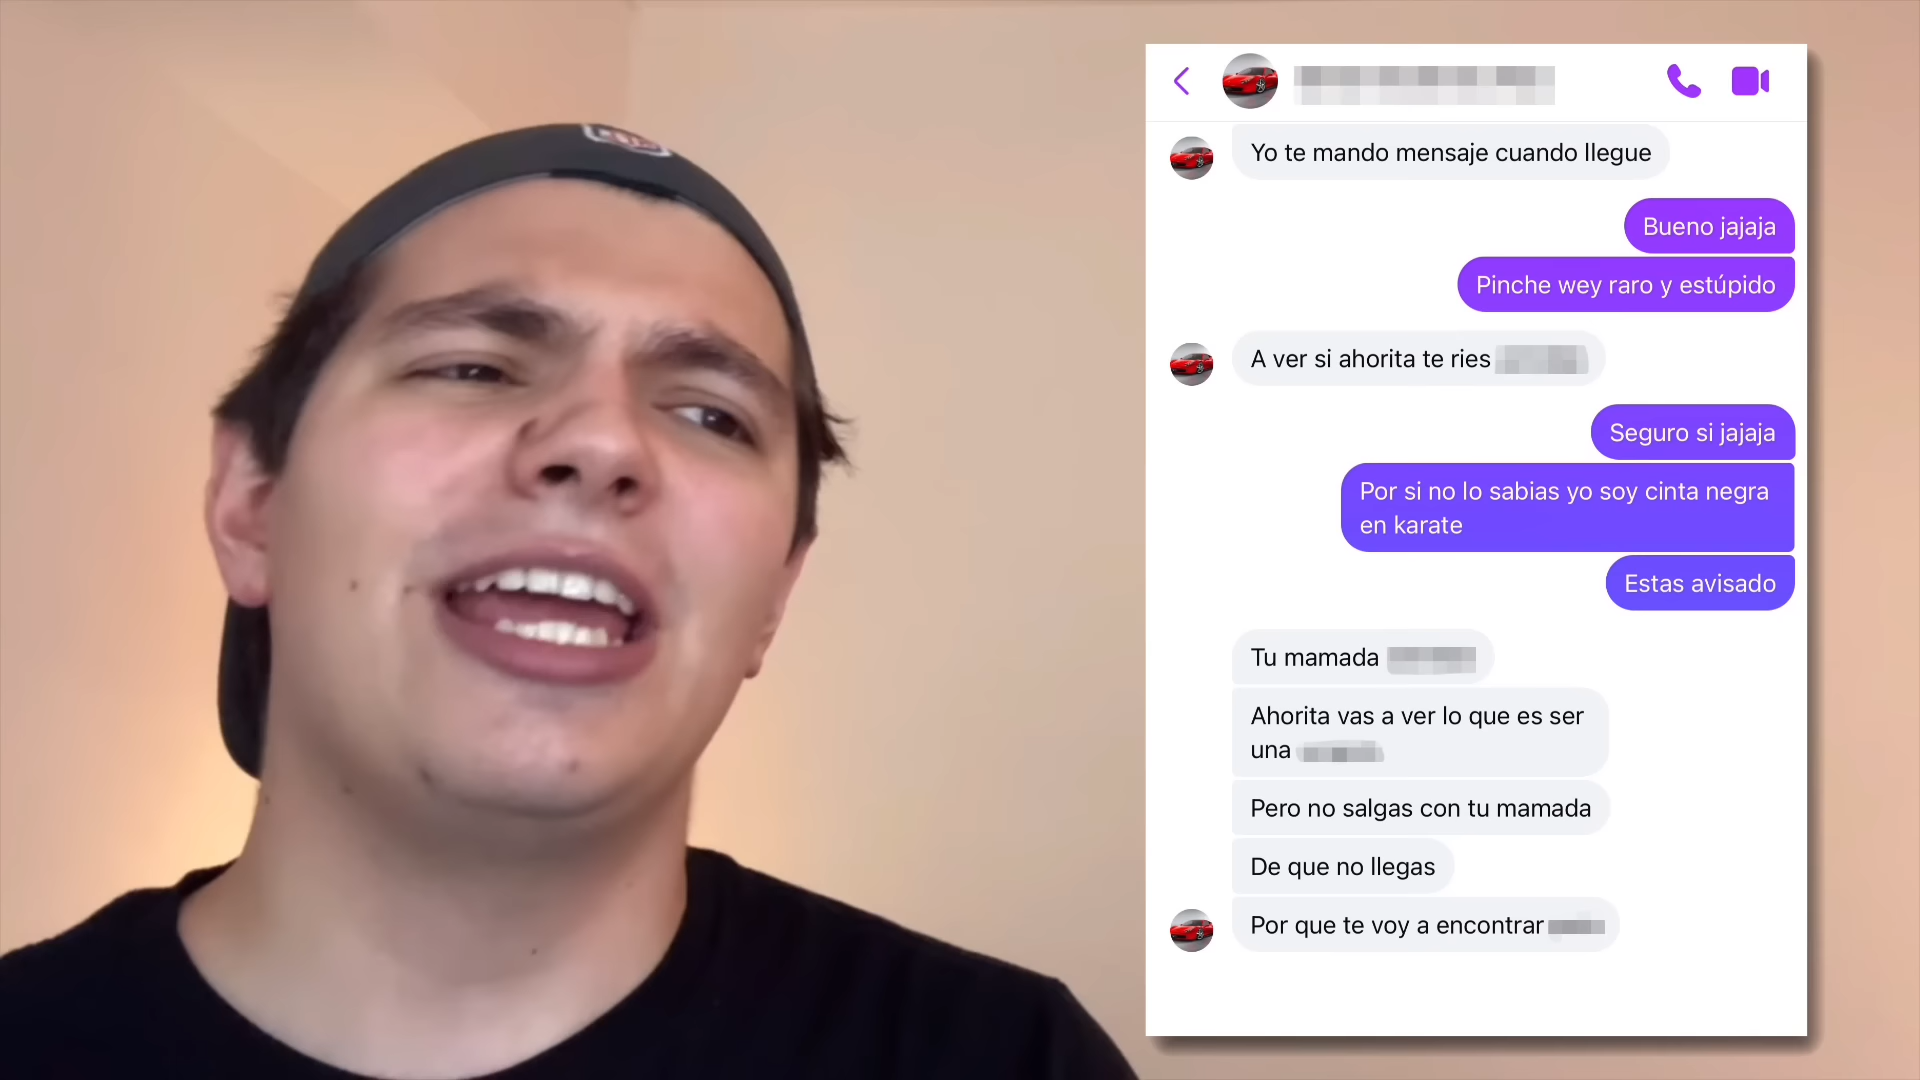 Yo te mando mensaje cuando llegue
Bueno jajaja
Pinche wey raro y estúpido
A ver si ahorita te ries
Seguro si jajaja
Por si no lo sabias yo soy cinta negra
en karate
Estas avisado
Tu mamada
Ahorita vas a ver lo que es ser
una
Pero no salgas con tu mamada
De que no llegas
Por que te voy a encontrar